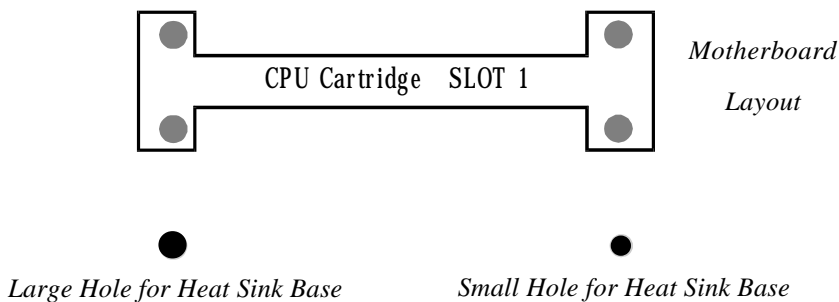 CPU Cartridge SLOT 1
Motherboard
Layout
Large Hole for Heat Sink Base
Small Hole for Heat Sink Base